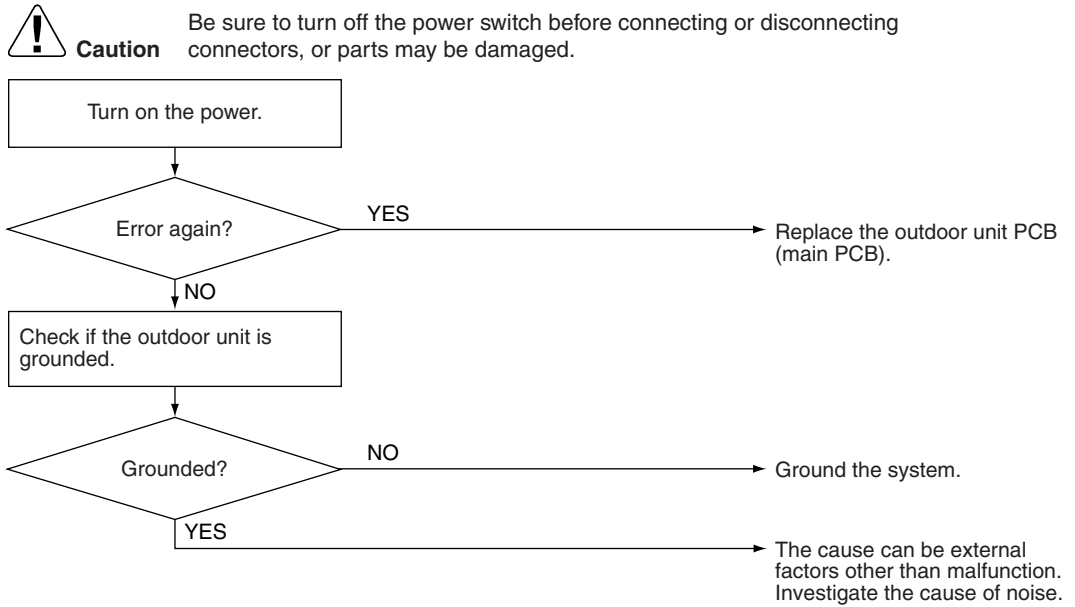 Be sure to turn off the power switch before connecting or disconnecting
Caution connectors, or parts may be damaged.
Turn on the power.
Error again?
YES
Replace the outdoor unit PCB
(main PCB).
NO
Check if the outdoor unit is
grounded.
Grounded?
NO
Ground the system.
YES
The cause can be external
factors other than malfunction.
Investigate the cause of noise.